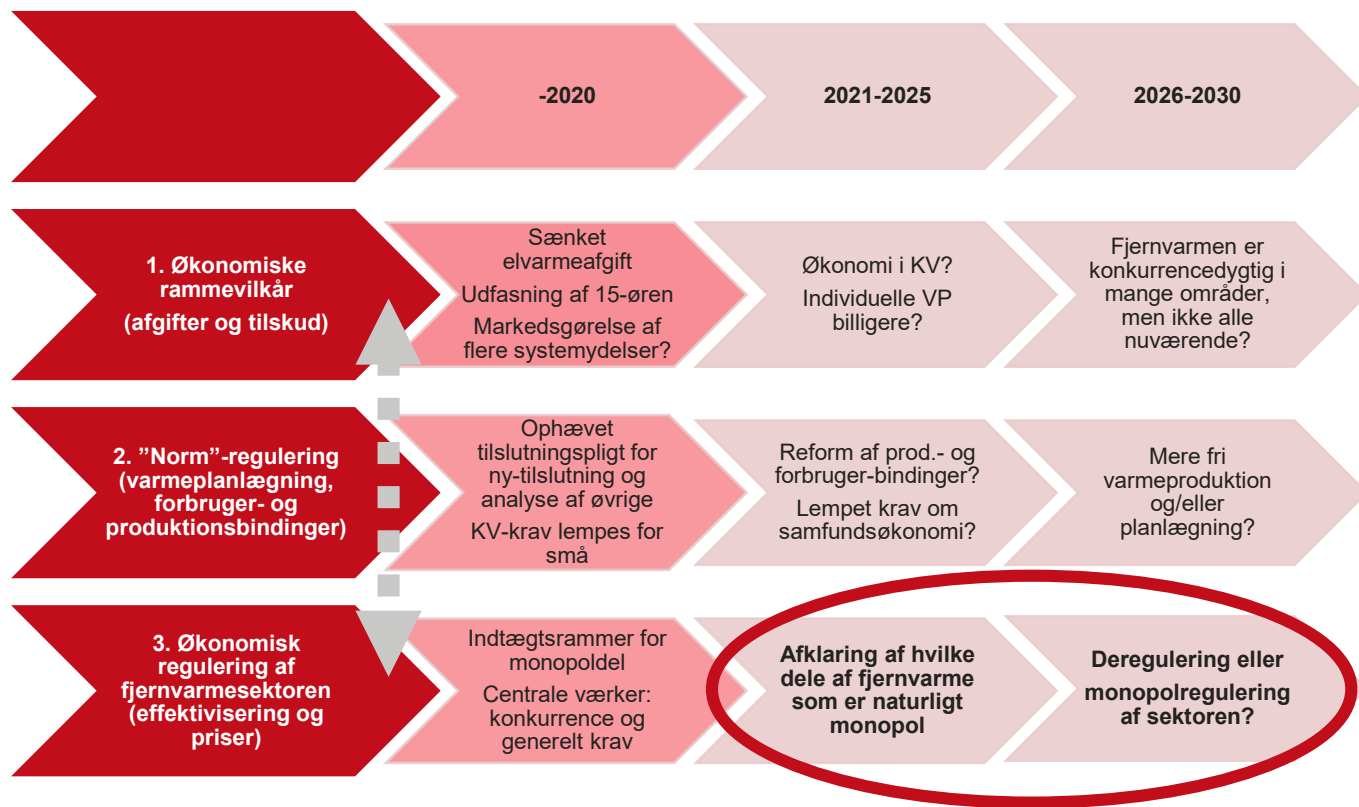 -2020
2021-2025
2026-2030
1. Økonomiske
rammevilkår
(afgifter og tilskud)
Sænket
elvarmeafgift
Udfasning af 15-øren
Markedsgørelse af
flere systemydelser?
Økonomi i KV?
Individuelle VP
billigere?
Fjernvarmen er
konkurrencedygtig i
mange områder,
men ikke alle
nuværende?
2. ”Norm”-regulering
(varmeplanlægning,
forbruger- og
produktionsbindinger)
Ophævet
tilslutningspligt for
ny-tilslutning og
analyse af øvrige
KV-krav lempes for
små
Reform af prod.- og
forbruger-bindinger?
Lempet krav om
samfundsøkonomi?
Mere fri
varmeproduktion
og/eller
planlægning?
3. Økonomisk
regulering af
fjernvarmesektoren
(effektivisering og
priser)
Indtægtsrammer for
monopoldel
Centrale værker:
konkurrence og
generelt krav
Afklaring af hvilke
dele af fjernvarme
som er naturligt
monopol
Deregulering eller
monopolregulering
af sektoren?